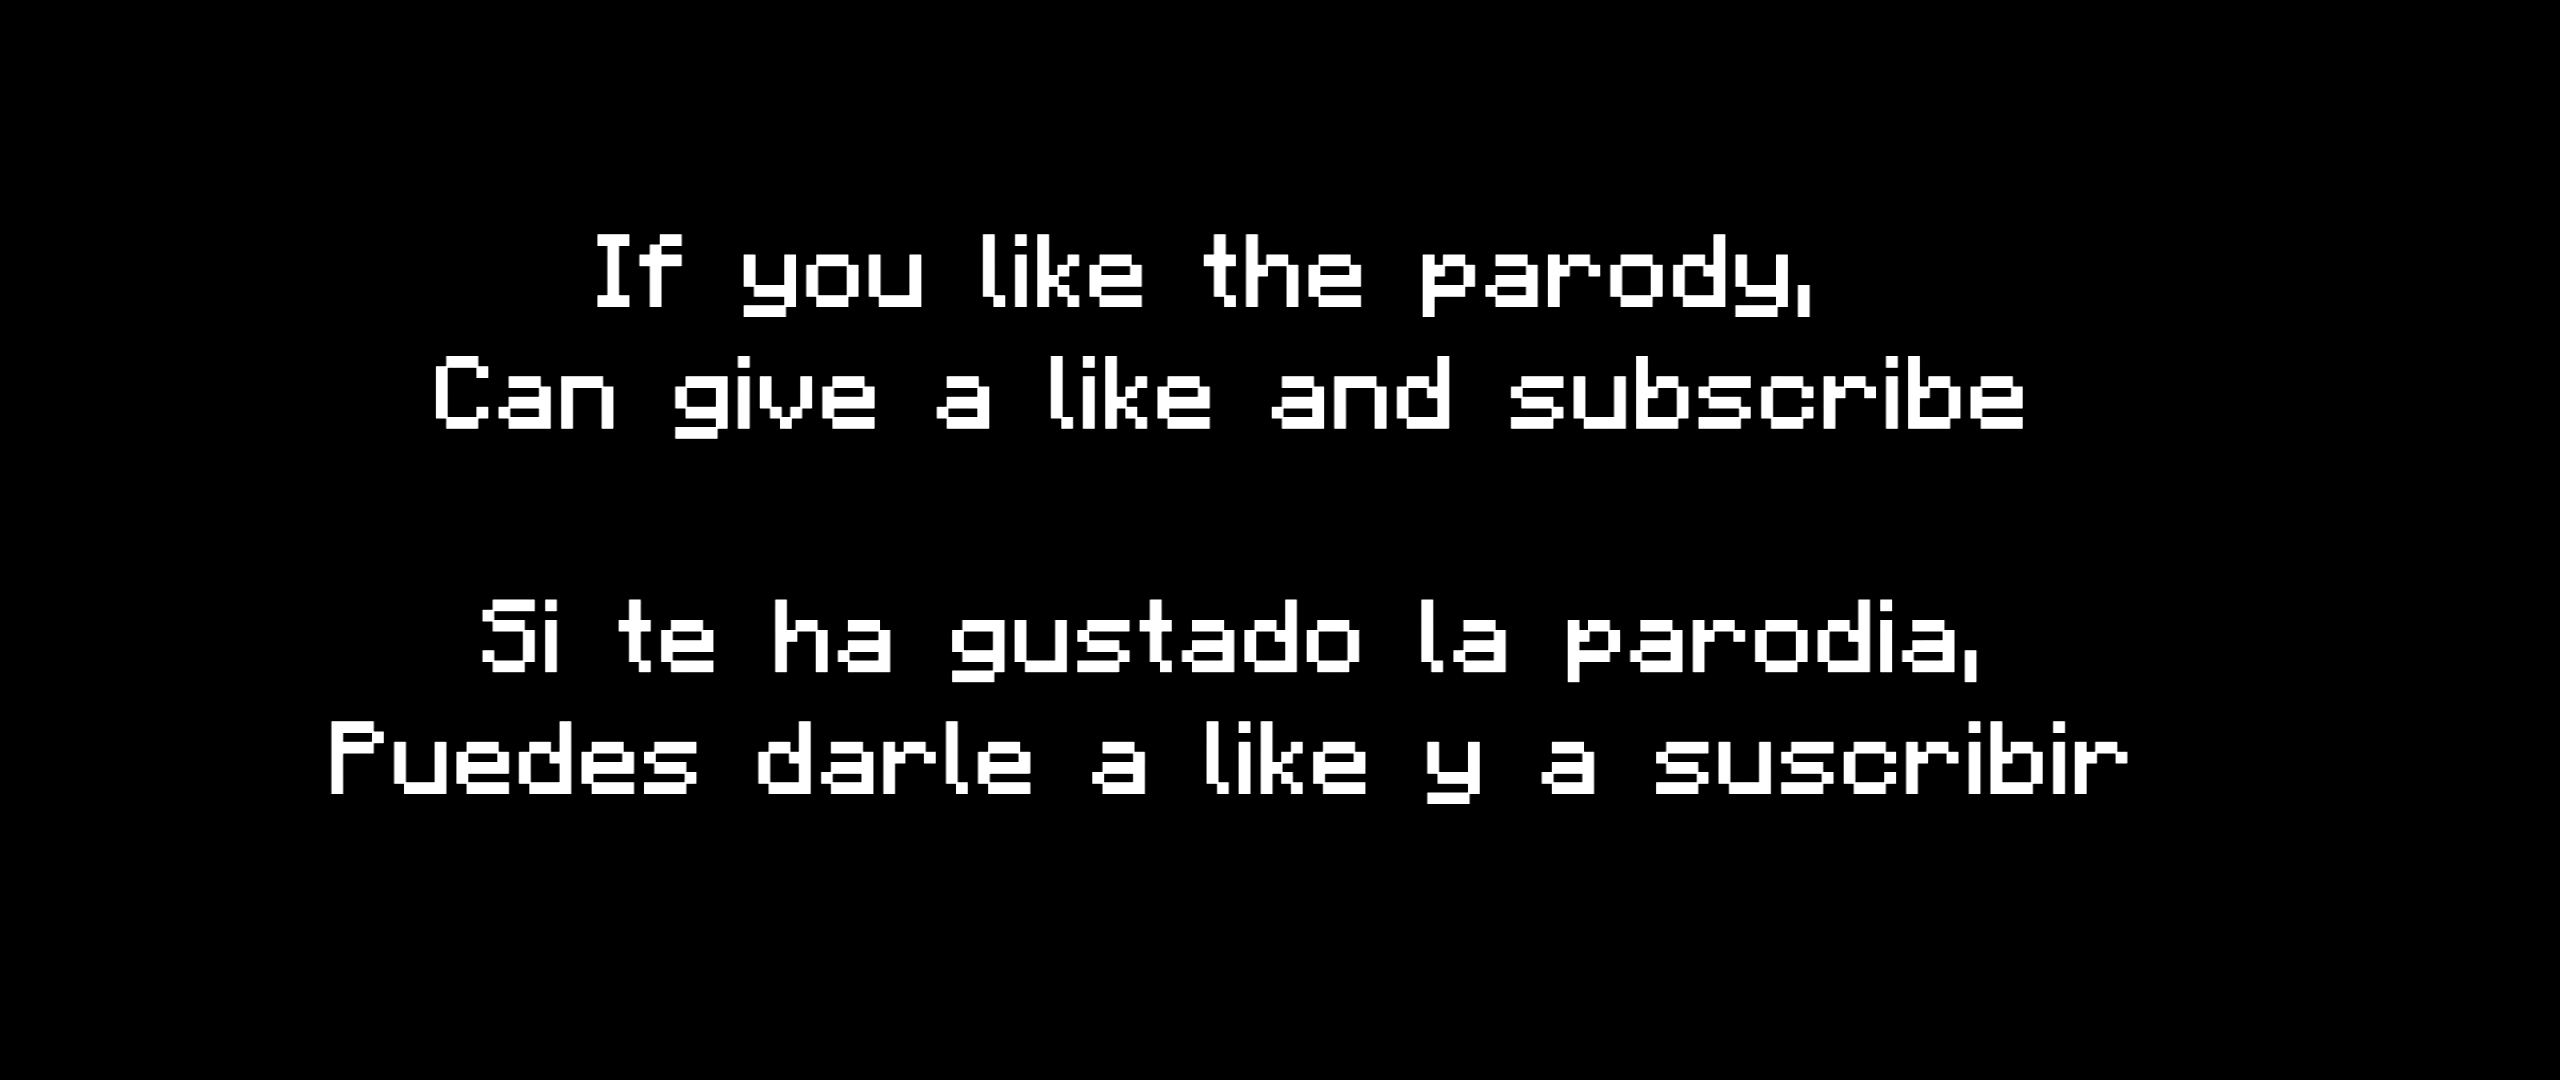 If you like the parody,
Can give a like and subscribe
Si te ha gustado la parodia,
Puedes darle a like y a suscribir